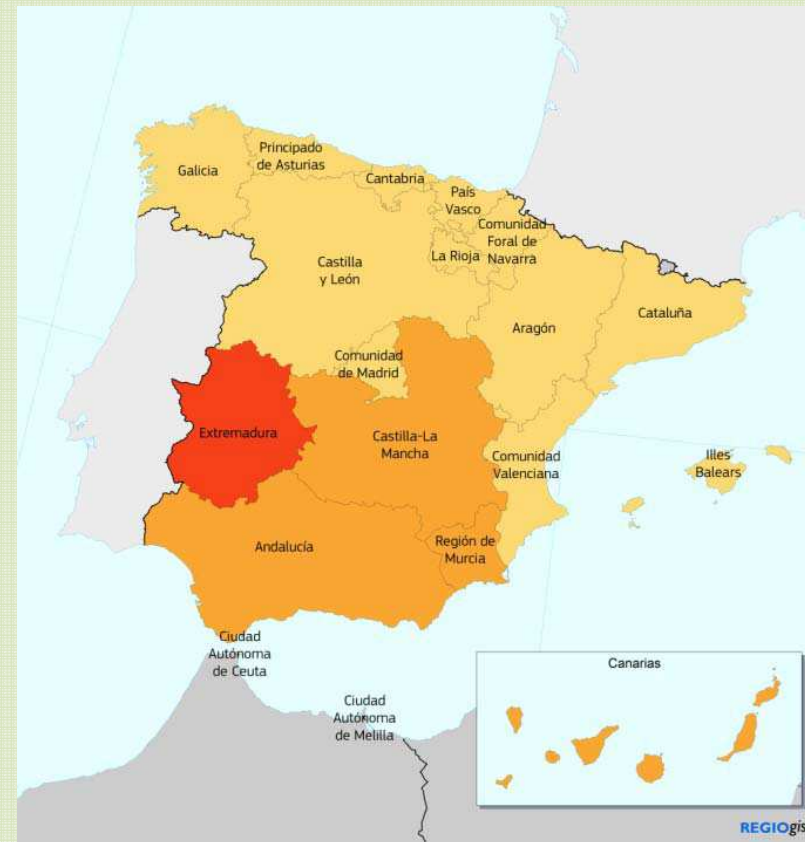 Galicia
Principado
de Asturias
Cantabria
País
Vasco
Comunidad
Foral de
Navarra
La Rioja
Castilla
y León
Aragón
Cataluña
Comunidad
de Madrid
Extremadura
Castilla-La
Mancha
Comunidad
Valenciana
Illes
Balears
Andalucía
Región de
Murcia
Ciudad
Autónoma
de Ceuta
Ciudad
Autónoma
de Melilla
Canarias
REGIOgis